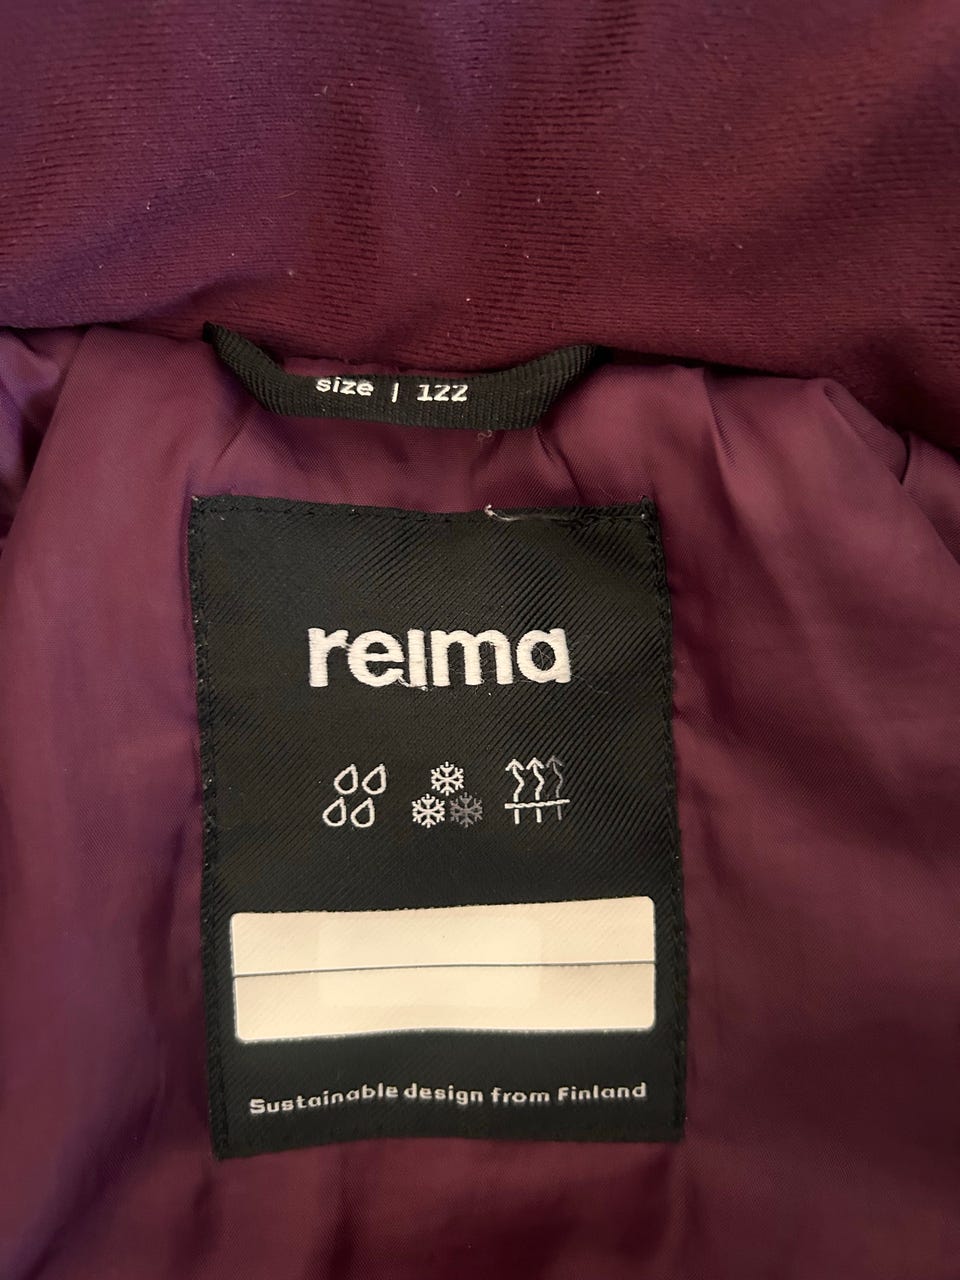 size | 122
reima
Sustainable design from Finland